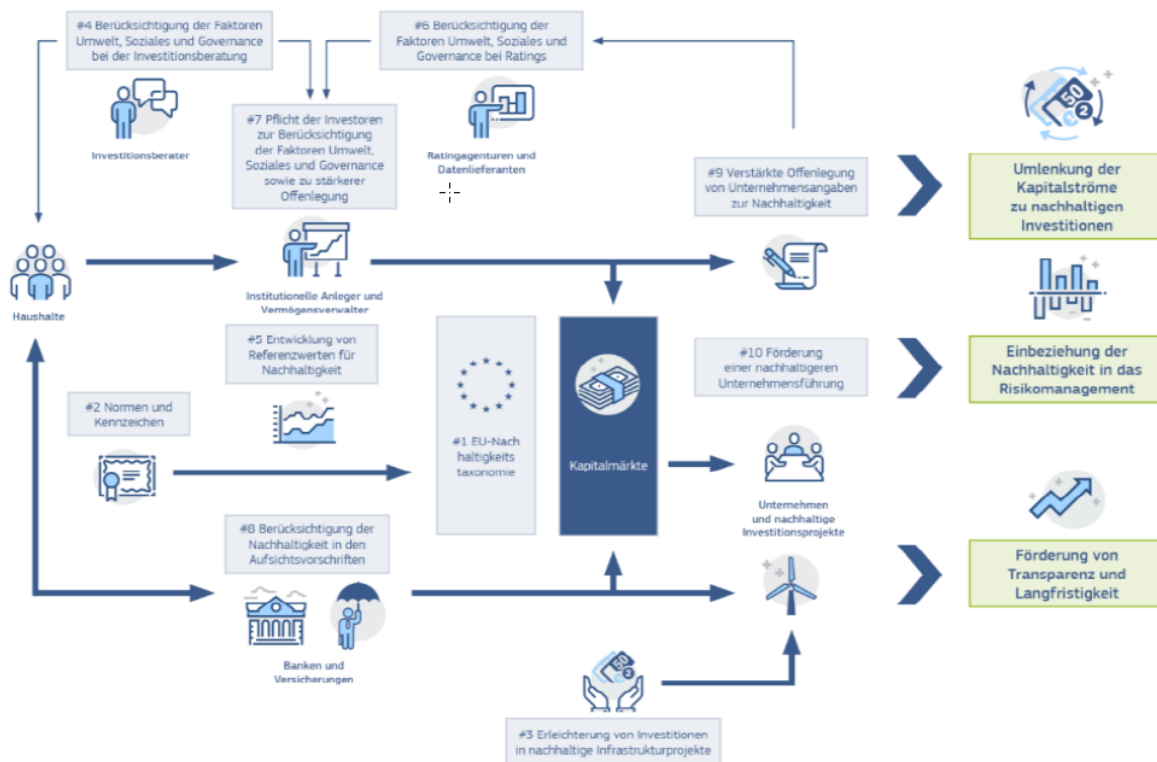 #4 Berücksichtigung der Faktoren
Umwelt, Soziales und Governance
bei der Investitionsberatung
Investitionsberater
#6 Berücksichtigung der
Faktoren Umwelt, Soziales und
Governance bei Ratings
Ratingagenturen und
Datenlieferanten
#7 Pflicht der Investoren
zur Berücksichtigung
der Faktoren Umwelt,
Soziales und Governance
sowie zu stärkerer
Offenlegung
#9 Verstärkte Offenlegung
von Unternehmensangaben
zur Nachhaltigkeit
50
2
Umlenkung der
Kapitalströme
zu nachhaltigen
Investitionen
Haushalte
Institutionelle Anleger und
Vermögensverwalter
#5 Entwicklung von
Referenzwerten für
Nachhaltigkeit
#2 Normen und
Kennzeichen
#1 EU-Nach
haltigkeits
taxonomie
Kapitalmärkte
#10 Förderung
einer nachhaltigeren
Unternehmensführung
Einbeziehung der
Nachhaltigkeit in das
Risikomanagement
Unternehmen
und nachhaltige
Investitionsprojekte
#8 Berücksichtigung der
Nachhaltigkeit in den
Aufsichtsvorschriften
Banken und
Versicherungen
Förderung von
Transparenz und
Langfristigkeit
50
2
#3 Erleichterung von Investitionen
in nachhaltige Infrastrukturprojekte